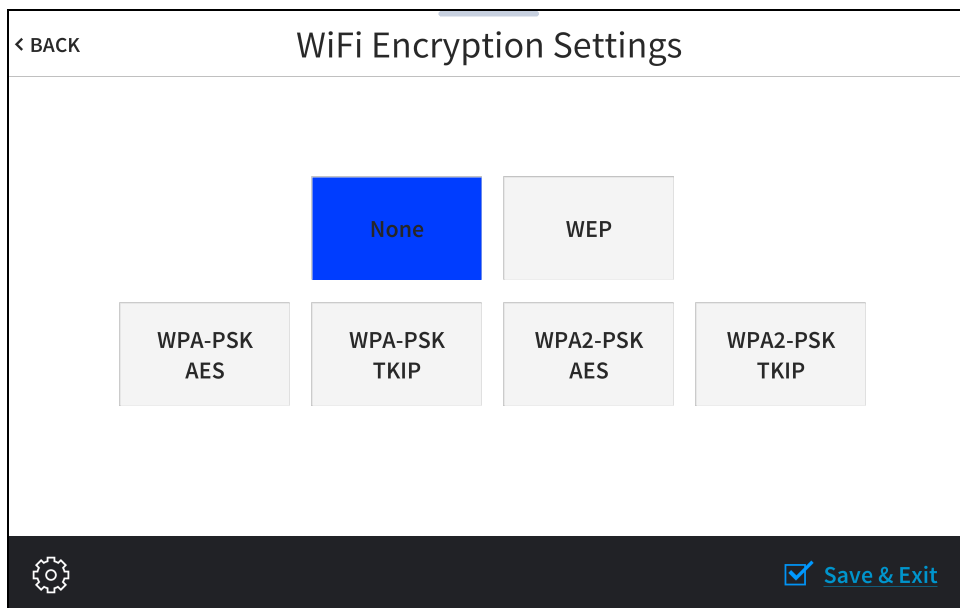 < BACK
WiFi Encryption Settings
None
WEP
WPA-PSK
AES
WPA-PSK
TKIP
WPA2-PSK
AES
WPA2-PSK
TKIP
Save & Exit